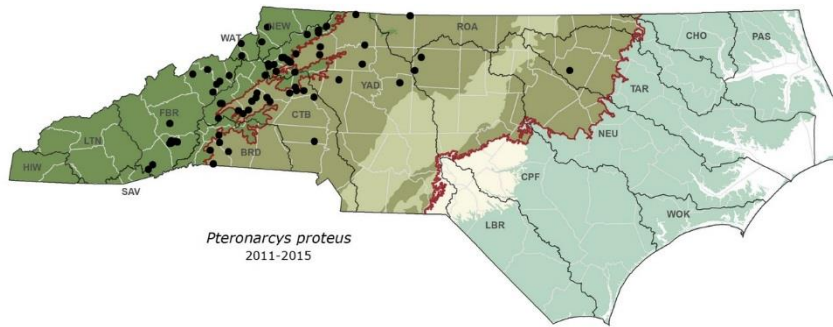 NEW
WAT
ROA
CHO
PAS
YAD
TAR
FBR
CTB
LTN
NEU
HIW
BRD
SAV
CPF
WOK
LBR
Pteronarcys proteus
2011-2015